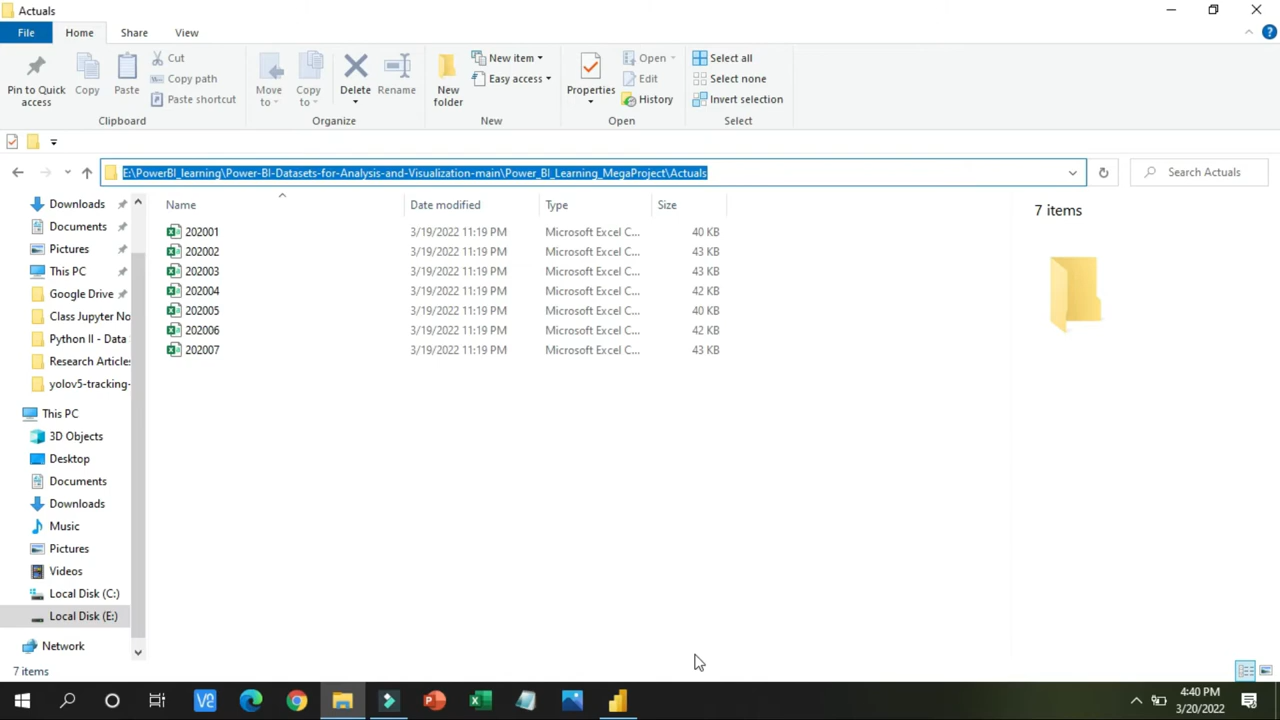 Actuals
File Home Share View
Pin to Quick access
Copy
Paste
Cut
Copy path
Paste shortcut
Clipboard
Move to
Copy to
Delete
Rename
Organize
New folder
New item
Easy access
New
Properties
Open
Edit
History
Open
Select all
Select none
Invert selection
Select
E:\PowerBI_learning\Power-BI-Datasets-for-Analysis-and-Visualization-main\Power_BI_Learning_MegaProject\Actuals
Search Actuals
Downloads
Documents
Pictures
This PC
Google Drive
Class Jupyter No
Python II - Data
Research Articles
yolov5-tracking-
This PC
3D Objects
Desktop
Documents
Downloads
Music
Pictures
Videos
Local Disk (C:)
Local Disk (E:)
Network
Name Date modified Type Size
202001 3/19/2022 11:19 PM Microsoft Excel C... 40 KB
202002 3/19/2022 11:19 PM Microsoft Excel C... 43 KB
202003 3/19/2022 11:19 PM Microsoft Excel C... 43 KB
202004 3/19/2022 11:19 PM Microsoft Excel C... 42 KB
202005 3/19/2022 11:19 PM Microsoft Excel C... 40 KB
202006 3/19/2022 11:19 PM Microsoft Excel C... 42 KB
202007 3/19/2022 11:19 PM Microsoft Excel C... 43 KB
7 items
7 items
4:40 PM
3/20/2022